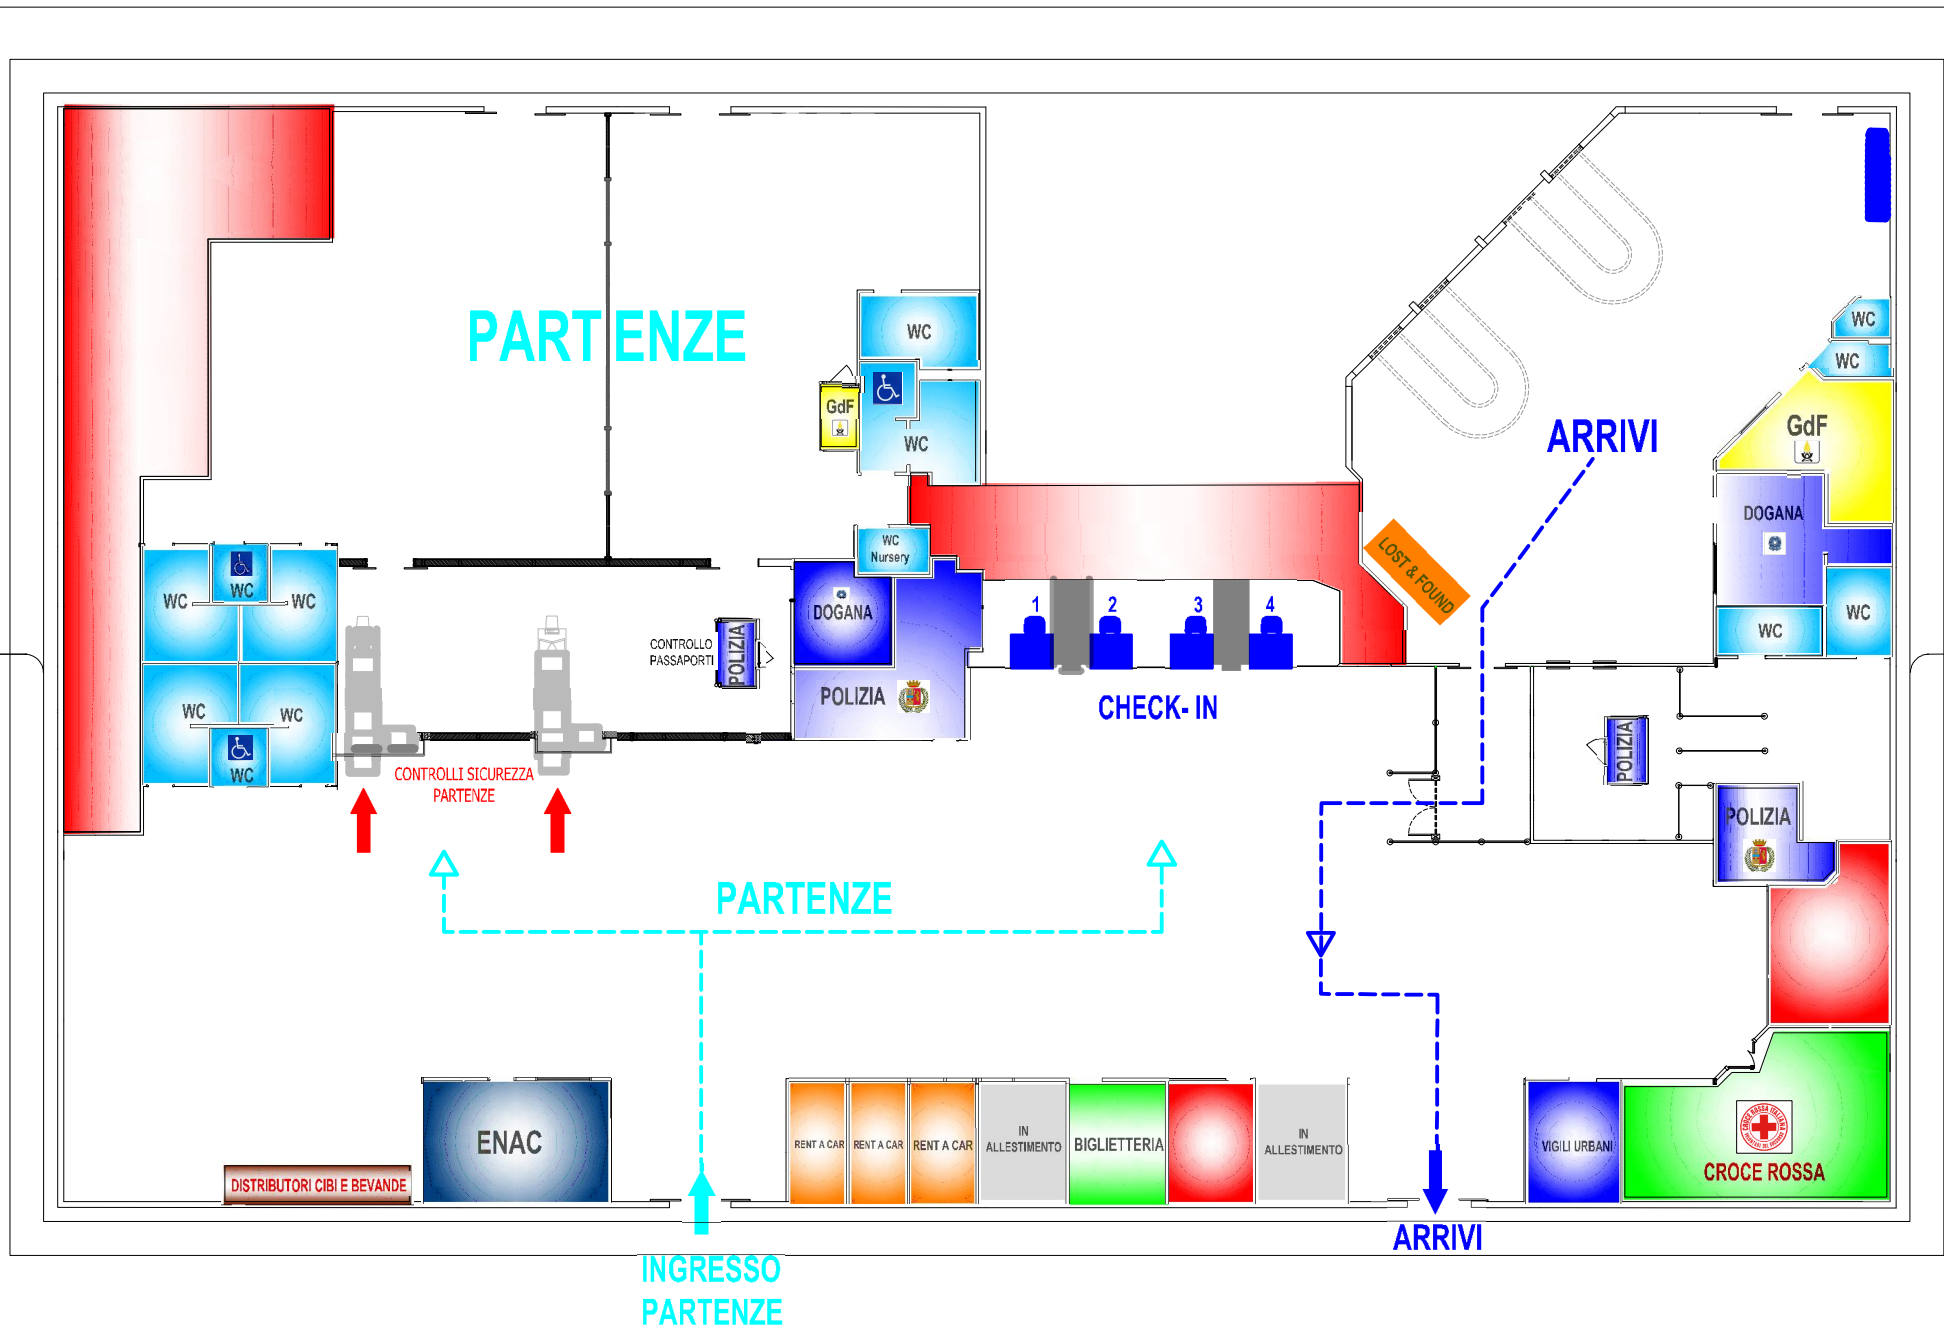 PARTENZE
WC
GdF
WC
WC
Nursery
WC
WC
GdF
ARRIVI
DOGANA
LOST & FOUND
WC
WC
WC
WC
WC
WC
WC
WC
CONTROLLO
PASSAPORTI
POLIZIA
DOGANA
POLIZIA
1
2
3
4
CHECK-IN
POLIZIA
POLIZIA
CONTROLLI SICUREZZA
PARTENZE
PARTENZE
ENAC
DISTRIBUTORI CIBI E BEVANDE
RENT A CAR
RENT A CAR
RENT A CAR
IN
ALLESTIMENTO
BIGLIETTERIA
IN
ALLESTIMENTO
VIGILI URBANI
CROCE ROSSA
ARRIVI
INGRESSO
PARTENZE